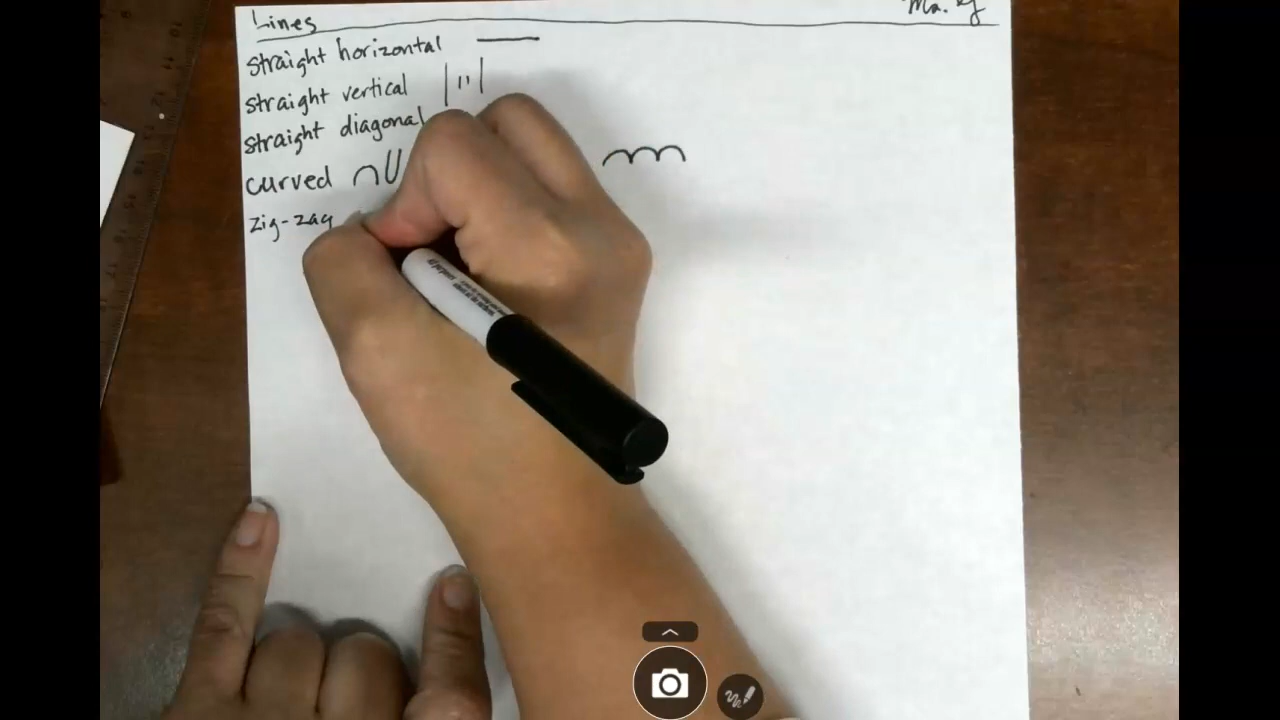 Lines
straight horizontal
straight vertical
straight diagonal
curved
zig-zag